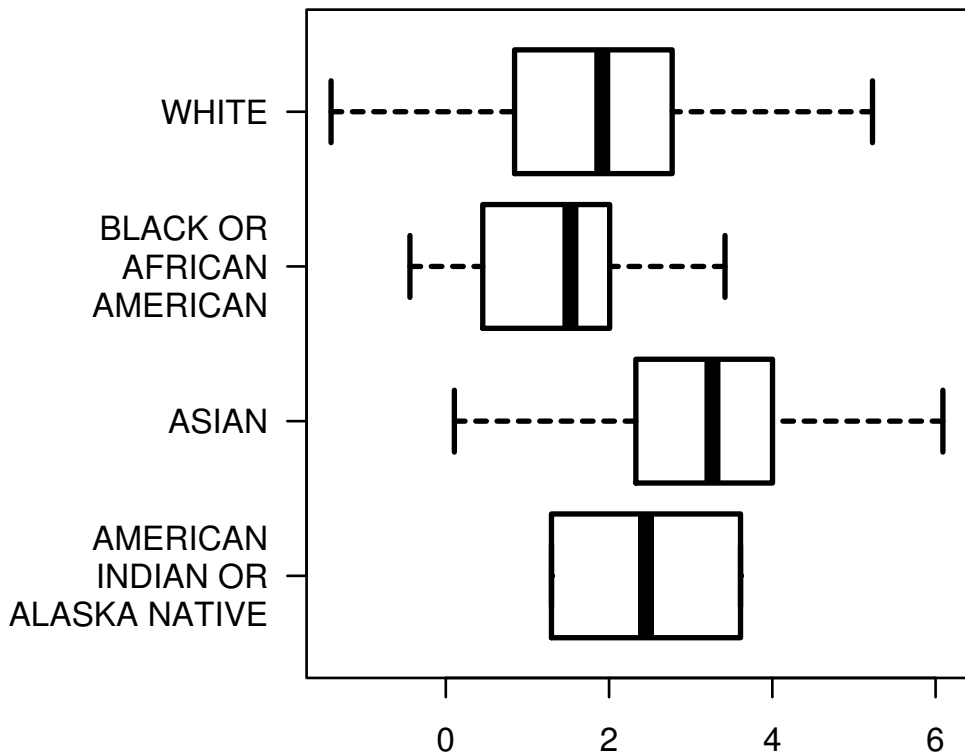 WHITE
BLACK OR
AFRICAN
AMERICAN
ASIAN
AMERICAN
INDIAN OR
ALASKA NATIVE
0 2 4 6